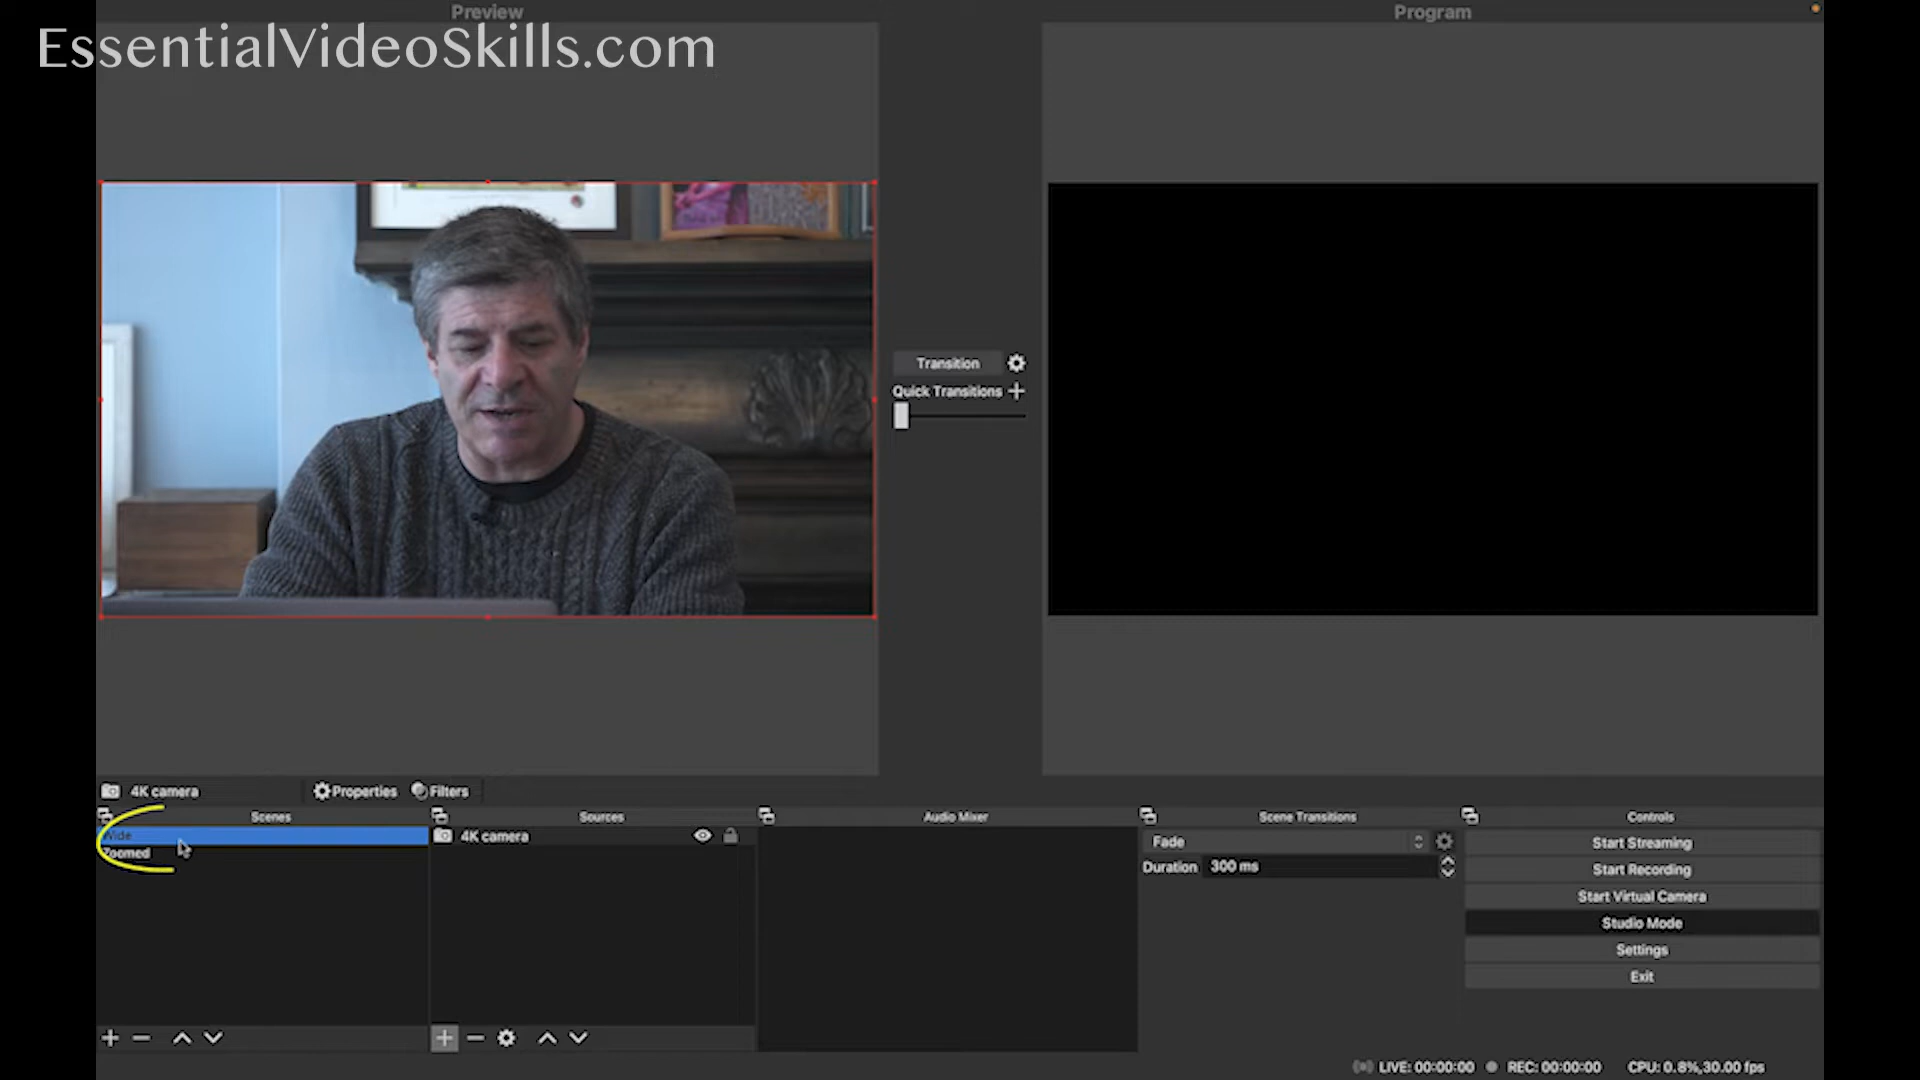 Preview
Program
EssentialVideoSkills.com
Transition
Quick Transitions
4K camera
Properties
Filters
Scenes
Sources
Audio Mixer
Scene Transitions
Controls
Wide
Zoomed
4K camera
Fade
Duration 300 ms
Start Streaming
Start Recording
Start Virtual Camera
Studio Mode
Settings
Exit
LIVE: 00:00:00 REC: 00:00:00 CPU: 0.8%,30.00 fps